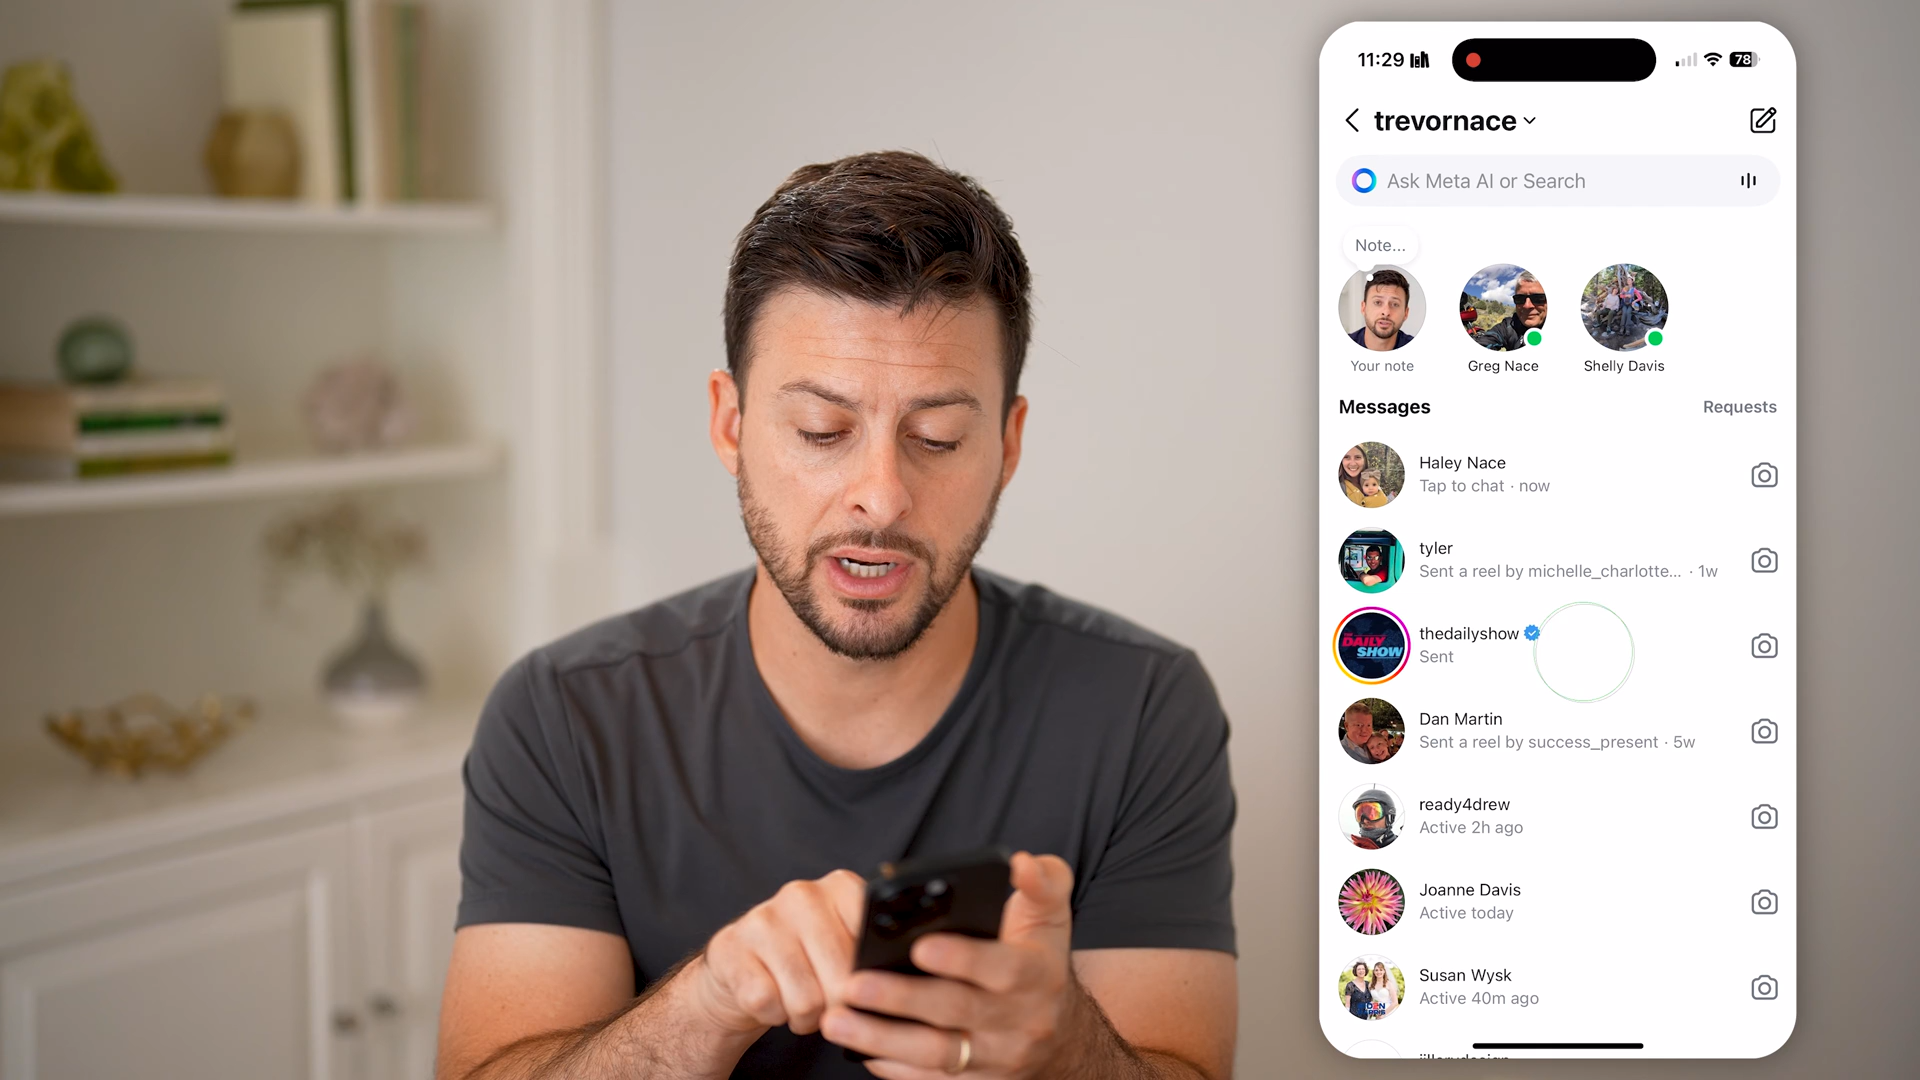 11:29
78
trevornace
Ask Meta AI or Search
Note...
Your note
Greg Nace
Shelly Davis
Messages
Requests
Haley Nace
Tap to chat · now
tyler
Sent a reel by michelle_charlotte... · 1w
THE DAILY SHOW
thedailyshow
Sent
Dan Martin
Sent a reel by success_present · 5w
ready4drew
Active 2h ago
Joanne Davis
Active today
Susan Wysk
Active 40m ago